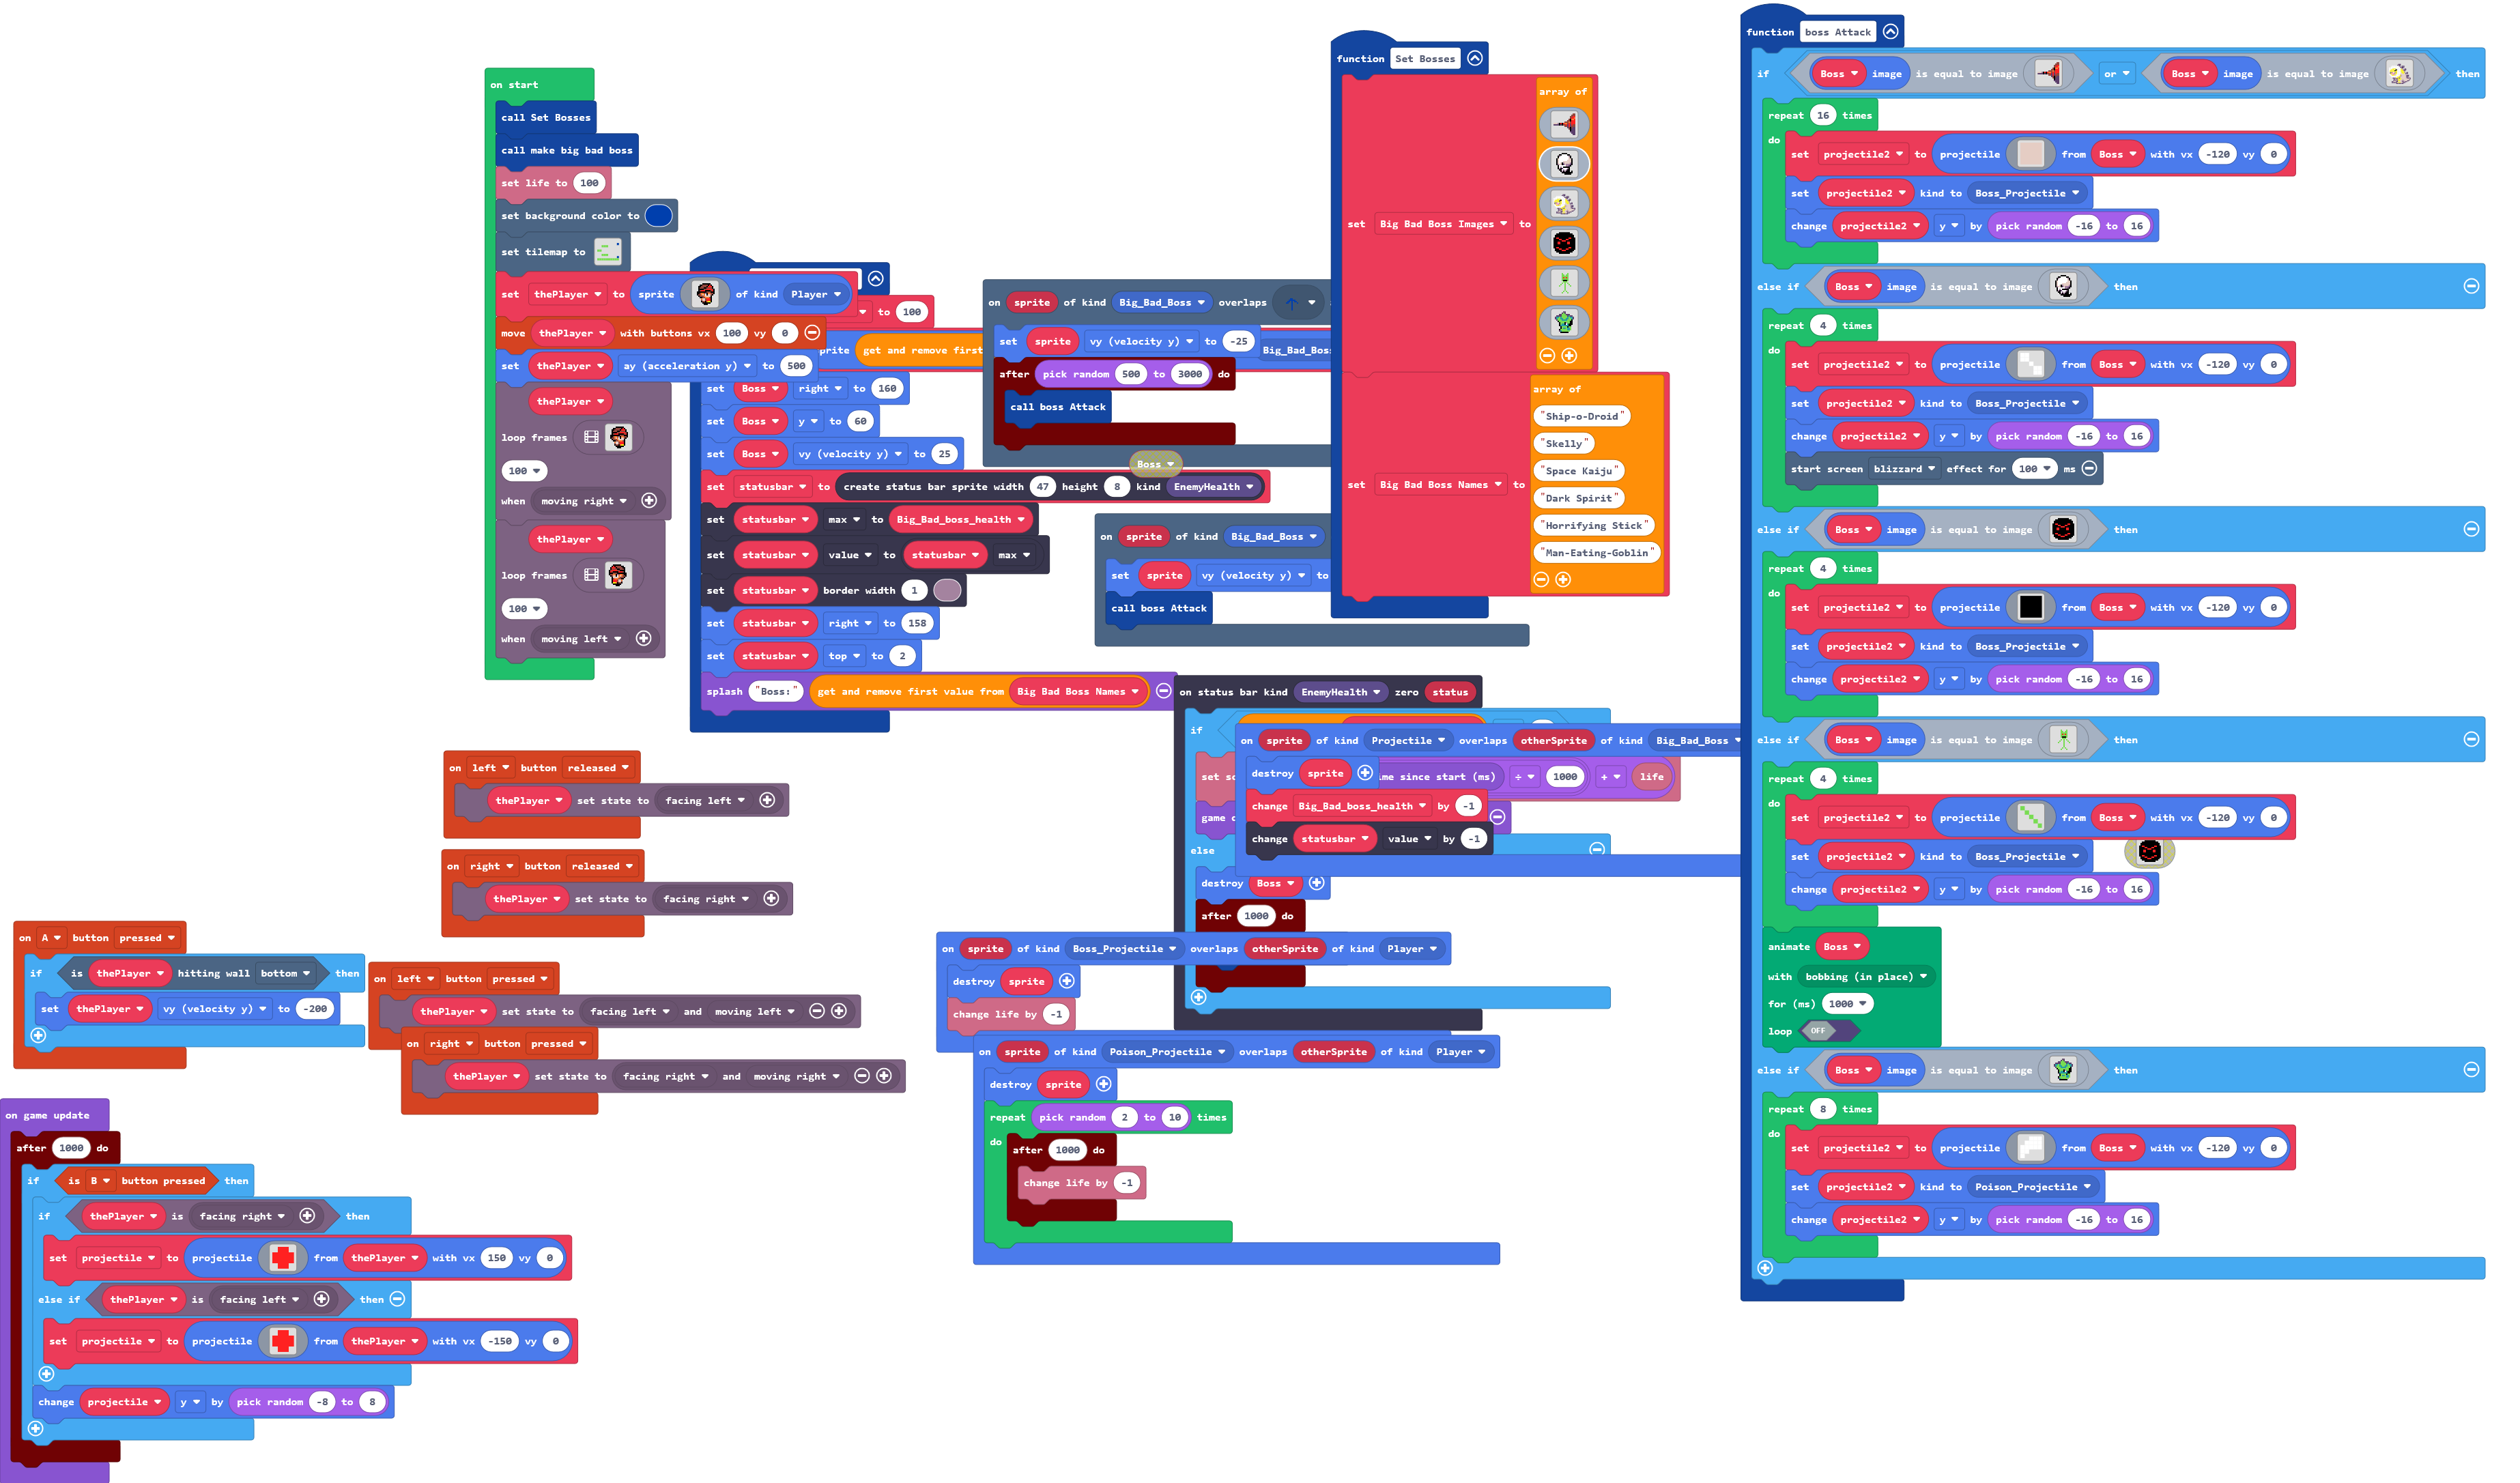 on start
call Set Bosses
call make big bad boss
set life to 100
set background color to
set tilemap to
set thePlayer to sprite of kind Player
move thePlayer with buttons vx 100 vy 0
set thePlayer ay (acceleration y) to 500
thePlayer
loop frames
100
when moving right
thePlayer
loop frames
100
when moving left
to 100
get and remove first
Big_Bad_Boss
set Boss right to 160
set Boss y to 60
set Boss vy (velocity y) to 25
set statusbar to create status bar sprite width 47 height 8 kind EnemyHealth
set statusbar max to Big_Bad_boss_health
set statusbar value to statusbar max
set statusbar border width 1
set statusbar right to 158
set statusbar top to 2
splash "Boss:" get and remove first value from Big Bad Boss Names
on sprite of kind Big_Bad_Boss overlaps
set sprite vy (velocity y) to -25
after pick random 500 to 3000 do
call boss Attack
Boss
on sprite of kind Big_Bad_Boss
set sprite vy (velocity y) to
call boss Attack
function Set Bosses
set Big Bad Boss Images to
array of
set Big Bad Boss Names to
array of
"Ship-o-Droid"
"Skelly"
"Space Kaiju"
"Dark Spirit"
"Horrifying Stick"
"Man-Eating-Goblin"
on status bar kind EnemyHealth zero status
if
set
since start (ms) ÷ 1000 + life
game
else
destroy Boss
after 1000 do
on sprite of kind Projectile overlaps otherSprite of kind Big_Bad_Boss
destroy sprite
change Big_Bad_boss_health by -1
change statusbar value by -1
on sprite of kind Boss_Projectile overlaps otherSprite of kind Player
destroy sprite
change life by -1
on sprite of kind Poison_Projectile overlaps otherSprite of kind Player
destroy sprite
repeat pick random 2 to 10 times
do
after 1000 do
change life by -1
on left button released
thePlayer set state to facing left
on right button released
thePlayer set state to facing right
on A button pressed
if is thePlayer hitting wall bottom then
set thePlayer vy (velocity y) to -200
on left button pressed
thePlayer set state to facing left and moving left
on right button pressed
thePlayer set state to facing right and moving right
on game update
after 1000 do
if is B button pressed then
if thePlayer is facing right then
set projectile to projectile from thePlayer with vx 150 vy 0
else if thePlayer is facing left then
set projectile to projectile from thePlayer with vx -150 vy 0
change projectile y by pick random -8 to 8
function boss Attack
if Boss image is equal to image or Boss image is equal to image then
repeat 16 times
do
set projectile2 to projectile from Boss with vx -120 vy 0
set projectile2 kind to Boss_Projectile
change projectile2 y by pick random -16 to 16
else if Boss image is equal to image then
repeat 4 times
do
set projectile2 to projectile from Boss with vx -120 vy 0
set projectile2 kind to Boss_Projectile
change projectile2 y by pick random -16 to 16
start screen blizzard effect for 100 ms
else if Boss image is equal to image then
repeat 4 times
do
set projectile2 to projectile from Boss with vx -120 vy 0
set projectile2 kind to Boss_Projectile
change projectile2 y by pick random -16 to 16
else if Boss image is equal to image then
repeat 4 times
do
set projectile2 to projectile from Boss with vx -120 vy 0
set projectile2 kind to Boss_Projectile
change projectile2 y by pick random -16 to 16
animate Boss
with bobbing (in place)
for (ms) 1000
loop OFF
else if Boss image is equal to image then
repeat 8 times
do
set projectile2 to projectile from Boss with vx -120 vy 0
set projectile2 kind to Poison_Projectile
change projectile2 y by pick random -16 to 16